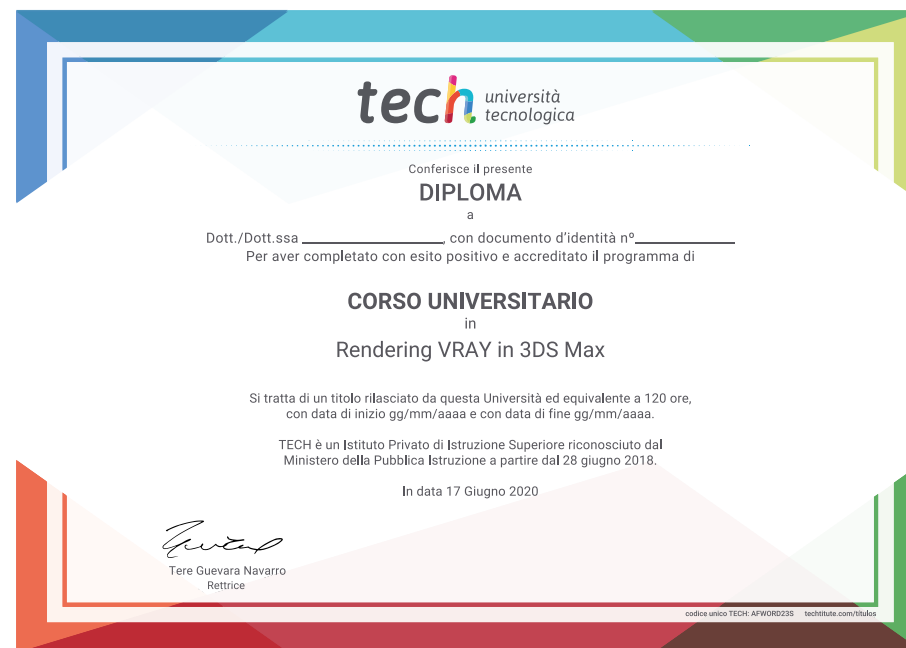 tech università
tecnologica
Conferisce il presente
DIPLOMA
a
Dott./Dott.ssa ____________________, con documento d'identità nº______________
Per aver completato con esito positivo e accreditato il programma di
CORSO UNIVERSITARIO
in
Rendering VRAY in 3DS Max
Si tratta di un titolo rilasciato da questa Università ed equivalente a 120 ore,
con data di inizio gg/mm/aaaa e con data di fine gg/mm/aaaa.
TECH è un Istituto Privato di Istruzione Superiore riconosciuto dal
Ministero della Pubblica Istruzione a partire dal 28 giugno 2018.
In data 17 Giugno 2020
Tere Guevara Navarro
Rettrice
codice unico TECH: AFWORD23S techtitute.com/titulos